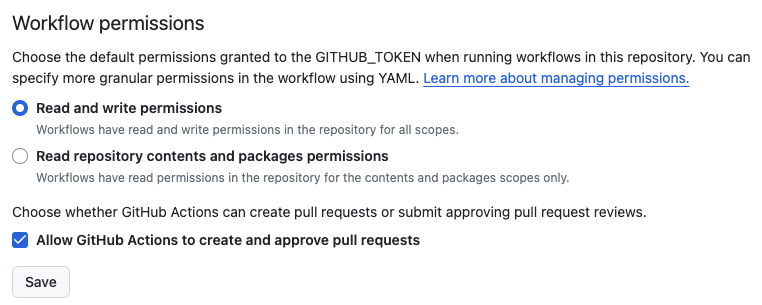 Workflow permissions
Choose the default permissions granted to the GITHUB_TOKEN when running workflows in this repository. You can
specify more granular permissions in the workflow using YAML. Learn more about managing permissions.
Read and write permissions
Workflows have read and write permissions in the repository for all scopes.
Read repository contents and packages permissions
Workflows have read permissions in the repository for the contents and packages scopes only.
Choose whether GitHub Actions can create pull requests or submit approving pull request reviews.
Allow GitHub Actions to create and approve pull requests
Save